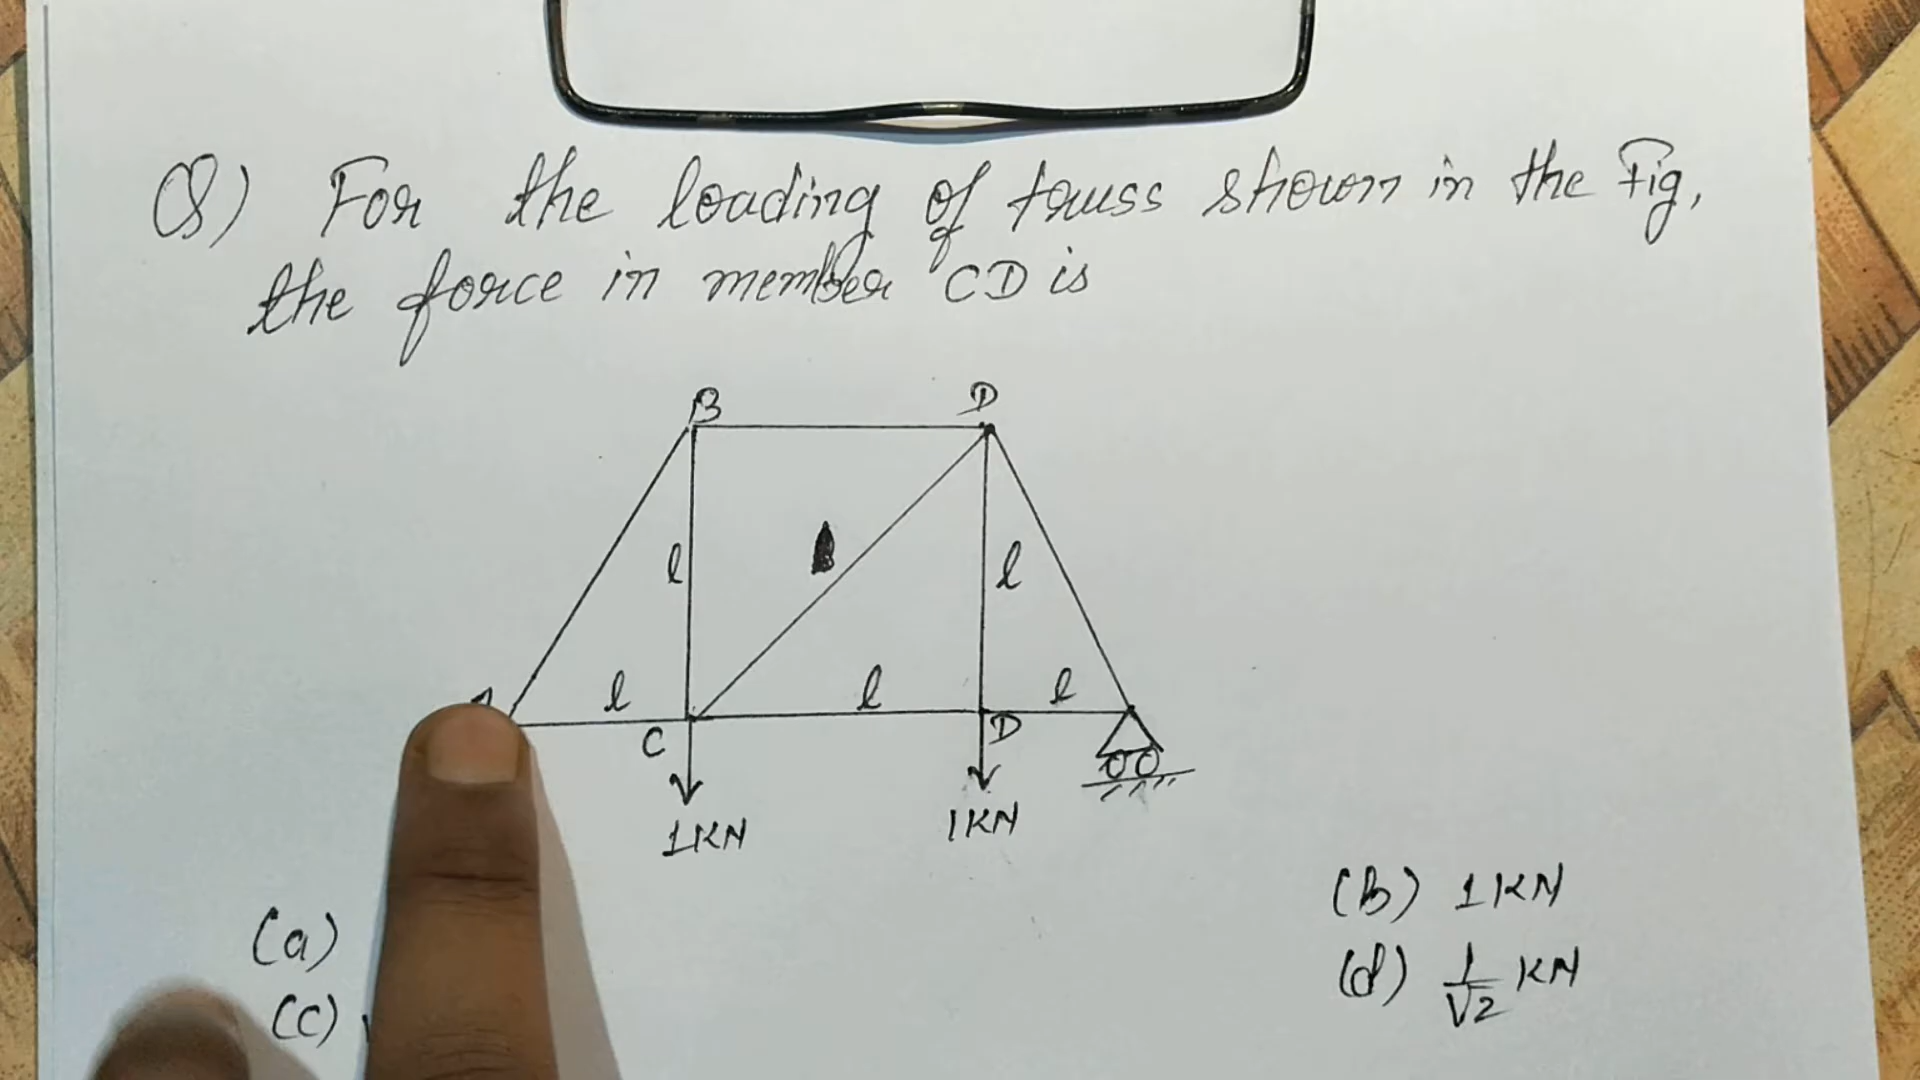 Q) For the loading of truss shown in the Fig,
the force in member CD is
B D
l l
l l l
C D
1KN 1KN
(a) (B) 1KN
(c) (d) 1/√2 KN